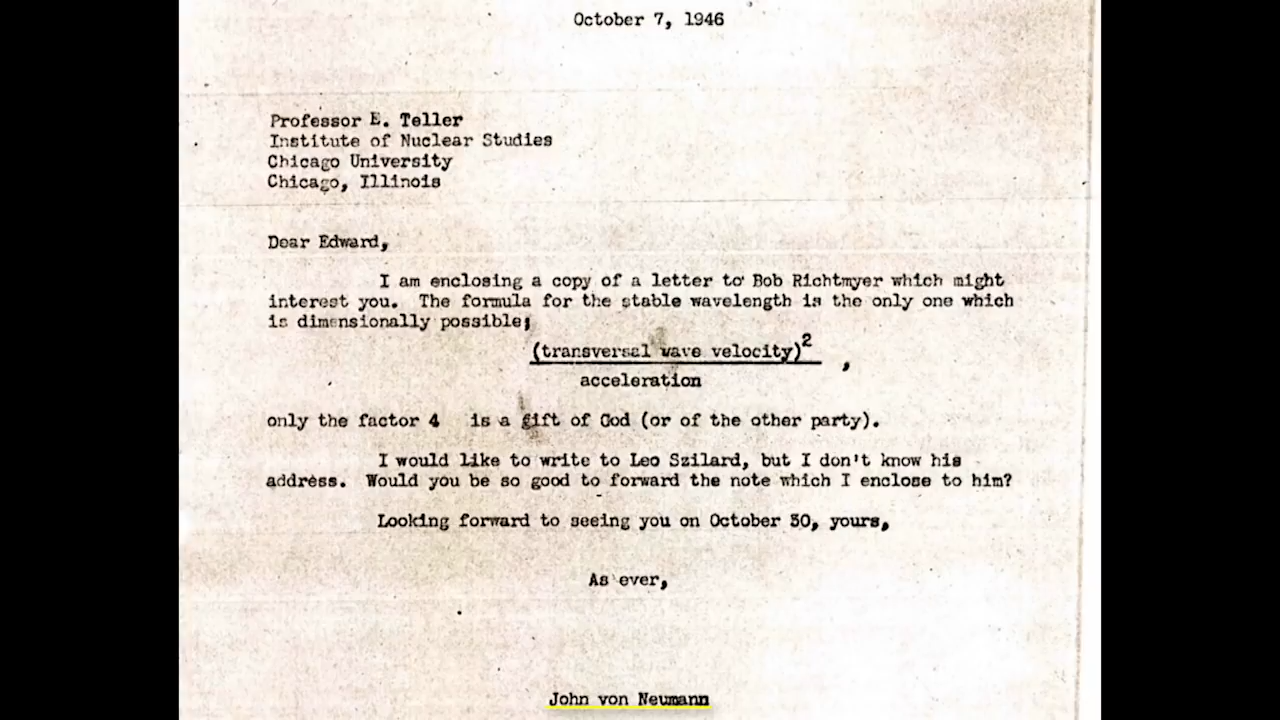 October 7, 1946
Professor E. Teller
Institute of Nuclear Studies
Chicago University
Chicago, Illinois
Dear Edward,
I am enclosing a copy of a letter to Bob Richtmyer which might
interest you. The formula for the stable wavelength is the only one which
is dimensionally possible;
(transversal wave velocity)2
,
acceleration
only the factor 4 is a gift of God (or of the other party).
I would like to write to Leo Szilard, but I don't know his
address. Would you be so good to forward the note which I enclose to him?
Looking forward to seeing you on October 30, yours,
As ever,
John von Neumann